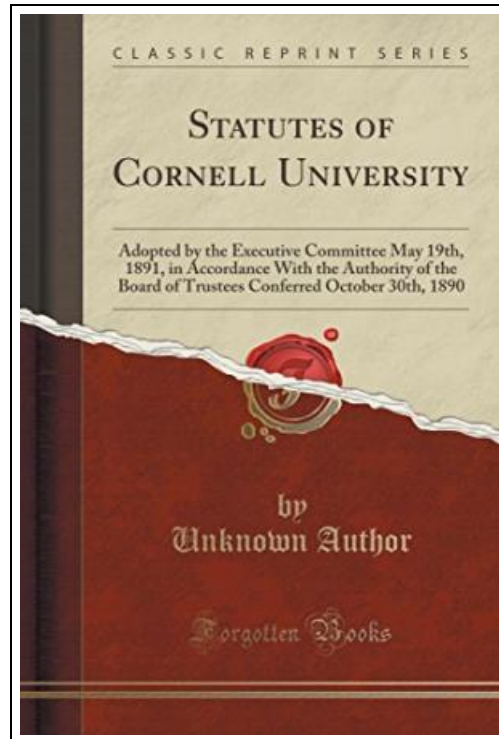 CLASSIC REPRINT SERIES
STATUTES OF
CORNELL UNIVERSITY
Adopted by the Executive Committee May 19th,
1891, in Accordance With the Authority of the
Board of Trustees Conferred October 30th, 1890
by
Unknown Author
Forgotten Books